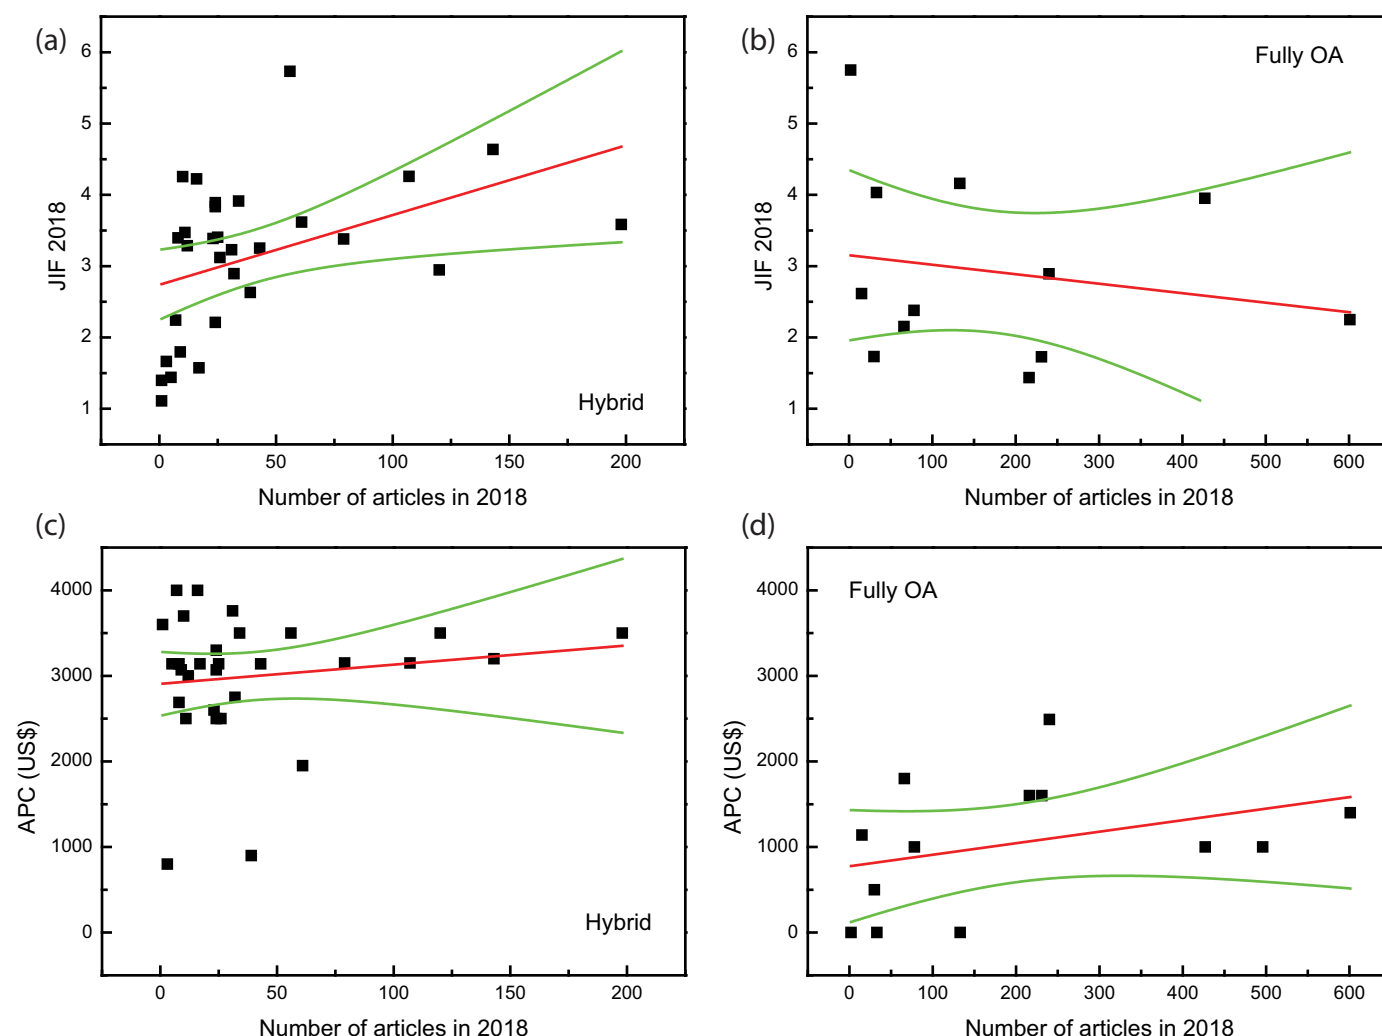 (a)
6
5
4
3
2
1
JIF 2018
Hybrid
0 50 100 150 200
Number of articles in 2018
(b)
6
5
4
3
2
1
JIF 2018
Fully OA
0 100 200 300 400 500 600
Number of articles in 2018
(c)
4000
3000
2000
1000
0
APC (US$)
Hybrid
0 50 100 150 200
Number of articles in 2018
(d)
4000
3000
2000
1000
0
APC (US$)
Fully OA
0 100 200 300 400 500 600
Number of articles in 2018